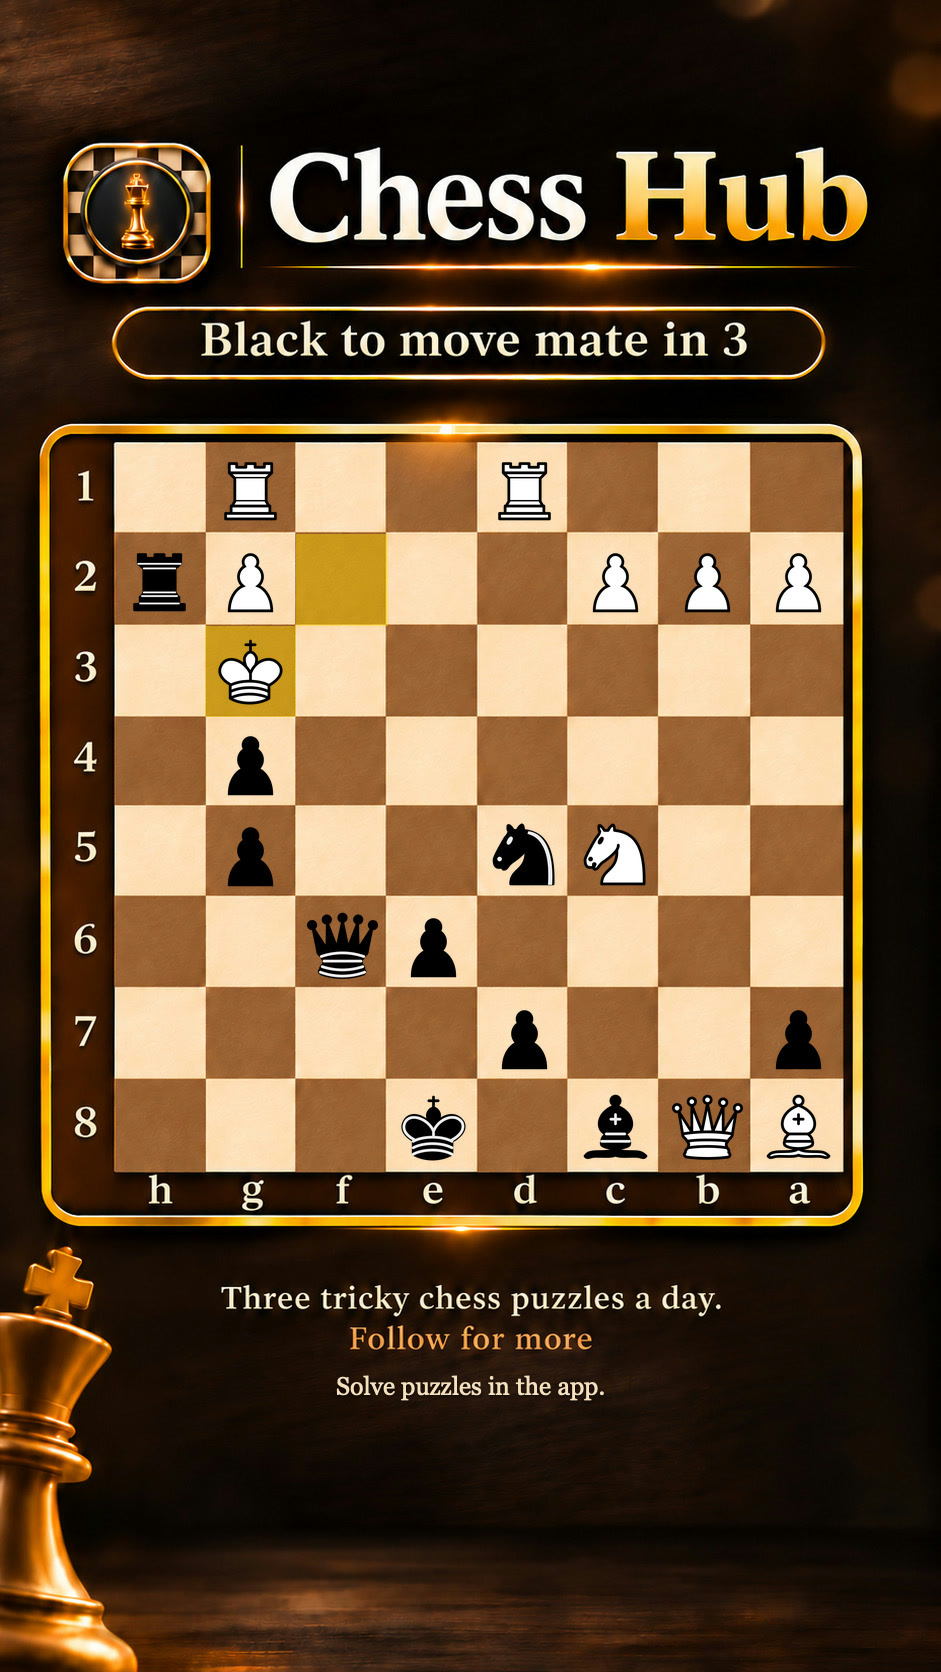 Chess Hub
Black to move mate in 3
1
2
3
4
5
6
7
8
h g f e d c b a
Three tricky chess puzzles a day.
Follow for more
Solve puzzles in the app.